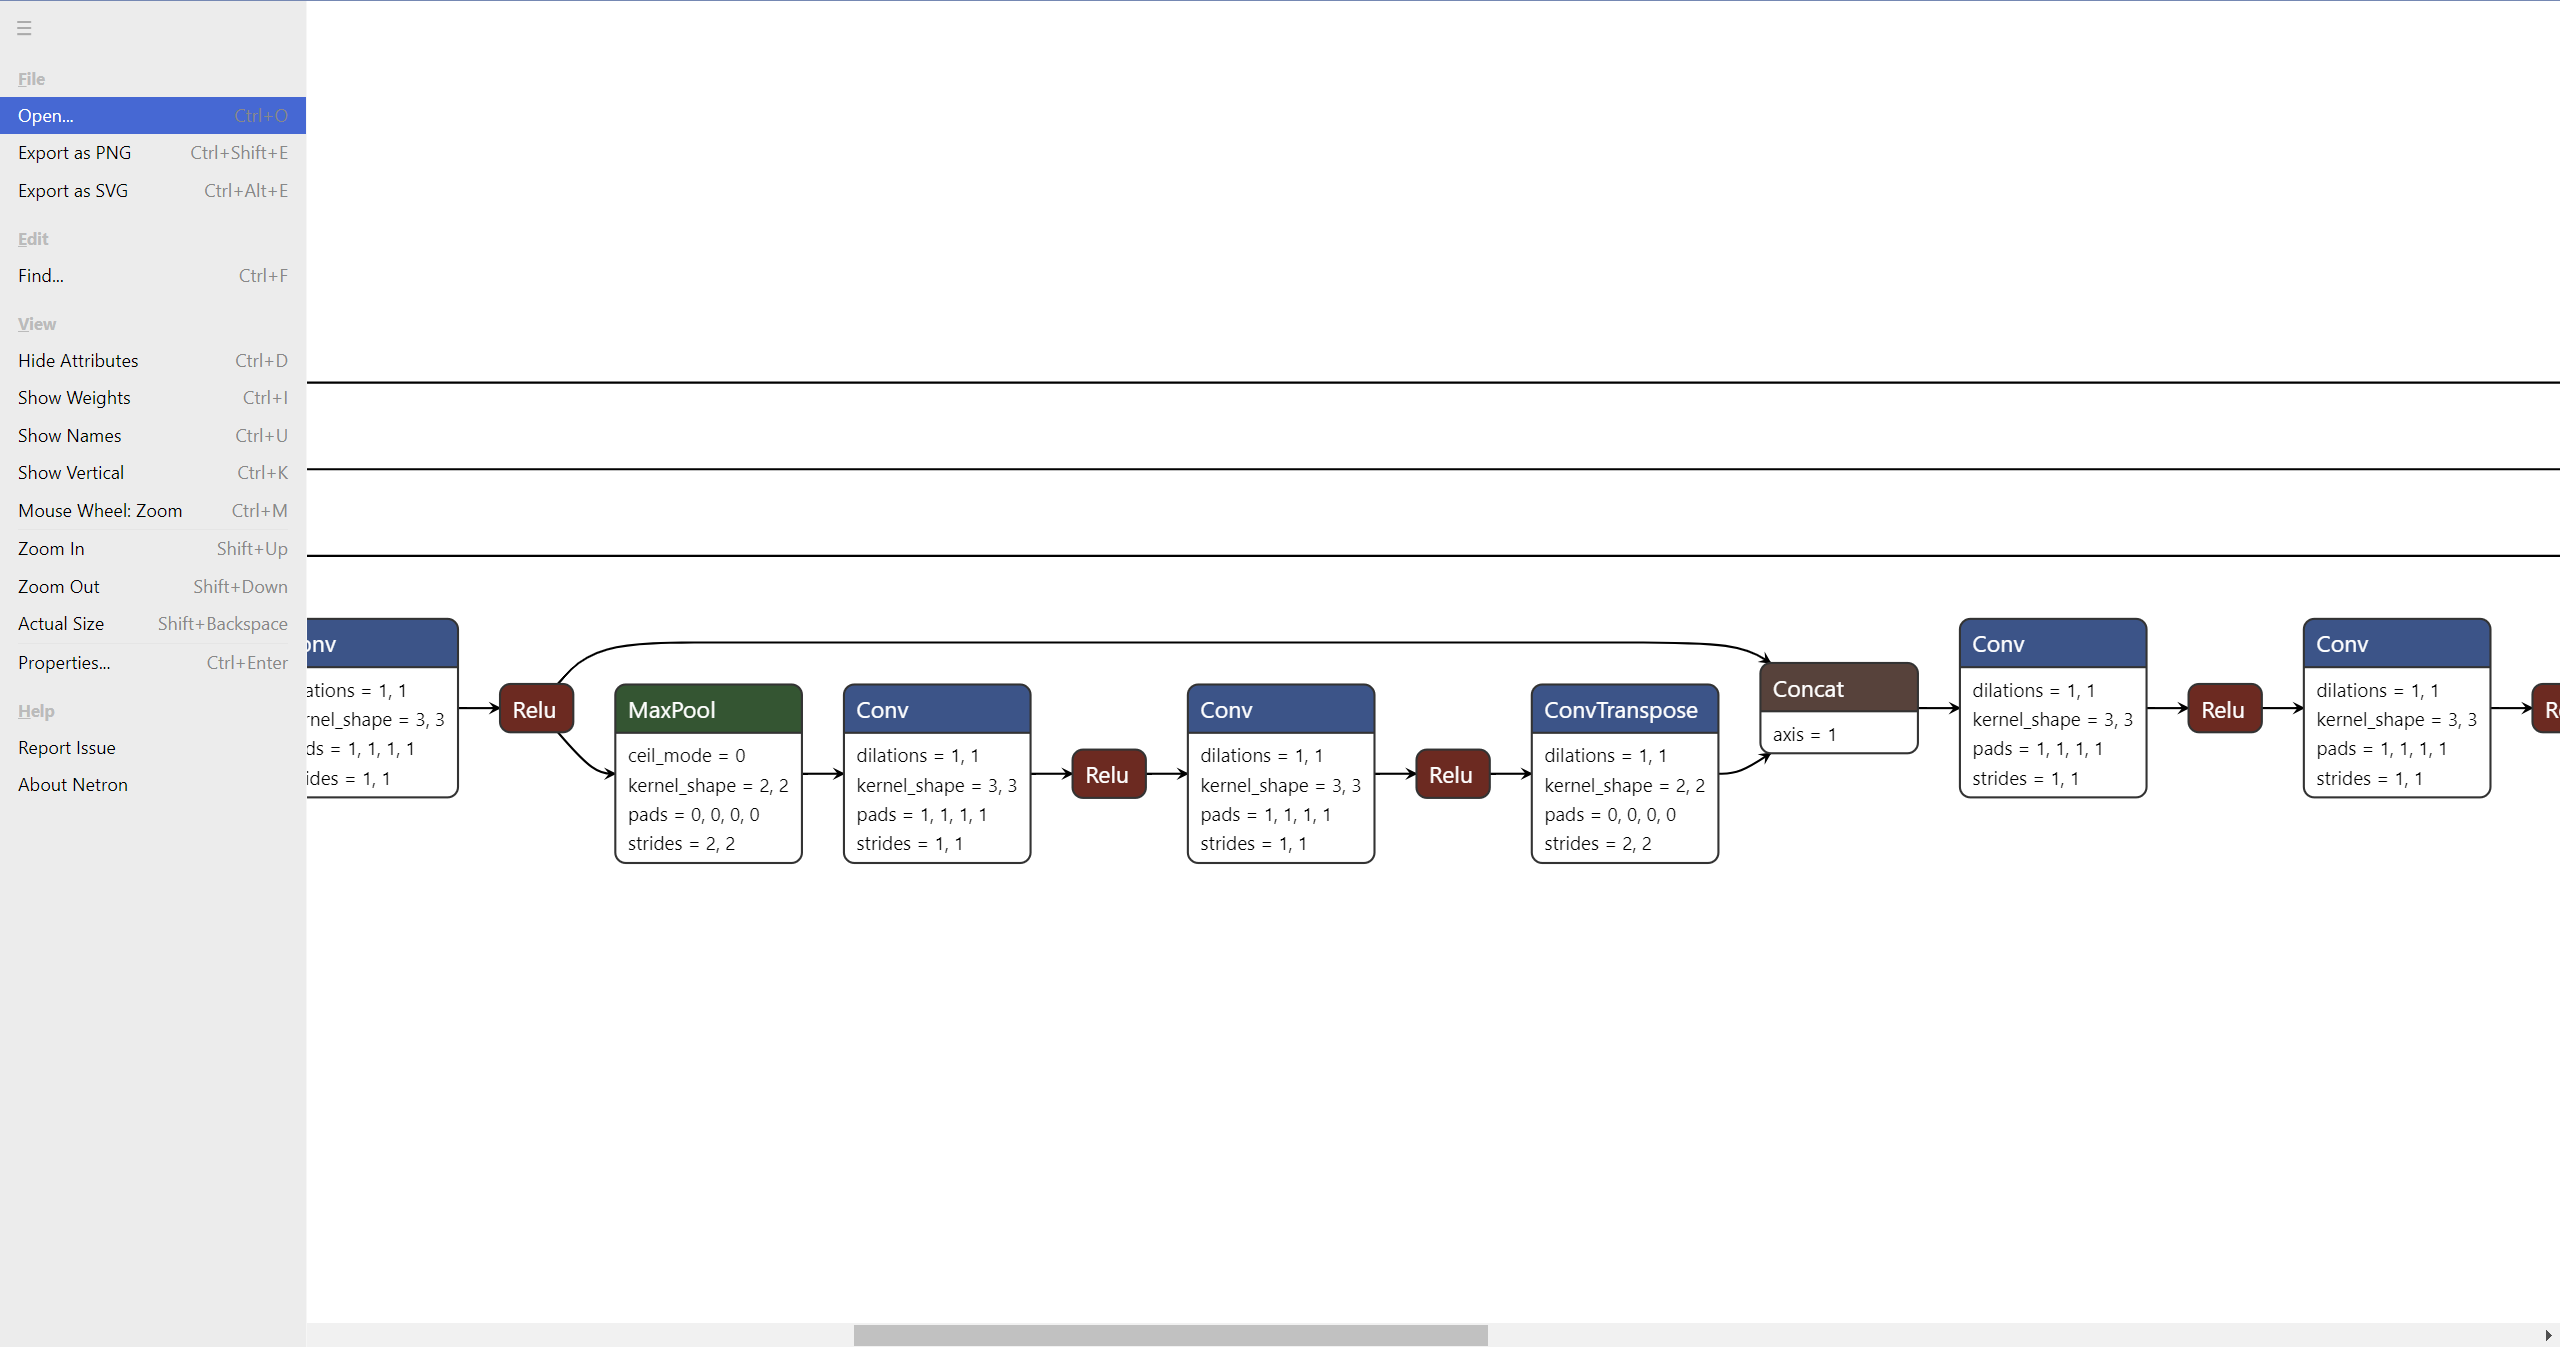 ☰
File
Open... Ctrl+O
Export as PNG Ctrl+Shift+E
Export as SVG Ctrl+Alt+E
Edit
Find... Ctrl+F
View
Hide Attributes Ctrl+D
Show Weights Ctrl+I
Show Names Ctrl+U
Show Vertical Ctrl+K
Mouse Wheel: Zoom Ctrl+M
Zoom In Shift+Up
Zoom Out Shift+Down
Actual Size Shift+Backspace
Properties... Ctrl+Enter
Help
Report Issue
About Netron
onv
ations = 1, 1
rnel_shape = 3, 3
ds = 1, 1, 1, 1
ides = 1, 1
Relu
MaxPool
ceil_mode = 0
kernel_shape = 2, 2
pads = 0, 0, 0, 0
strides = 2, 2
Conv
dilations = 1, 1
kernel_shape = 3, 3
pads = 1, 1, 1, 1
strides = 1, 1
Relu
Conv
dilations = 1, 1
kernel_shape = 3, 3
pads = 1, 1, 1, 1
strides = 1, 1
Relu
ConvTranspose
dilations = 1, 1
kernel_shape = 2, 2
pads = 0, 0, 0, 0
strides = 2, 2
Concat
axis = 1
Conv
dilations = 1, 1
kernel_shape = 3, 3
pads = 1, 1, 1, 1
strides = 1, 1
Relu
Conv
dilations = 1, 1
kernel_shape = 3, 3
pads = 1, 1, 1, 1
strides = 1, 1